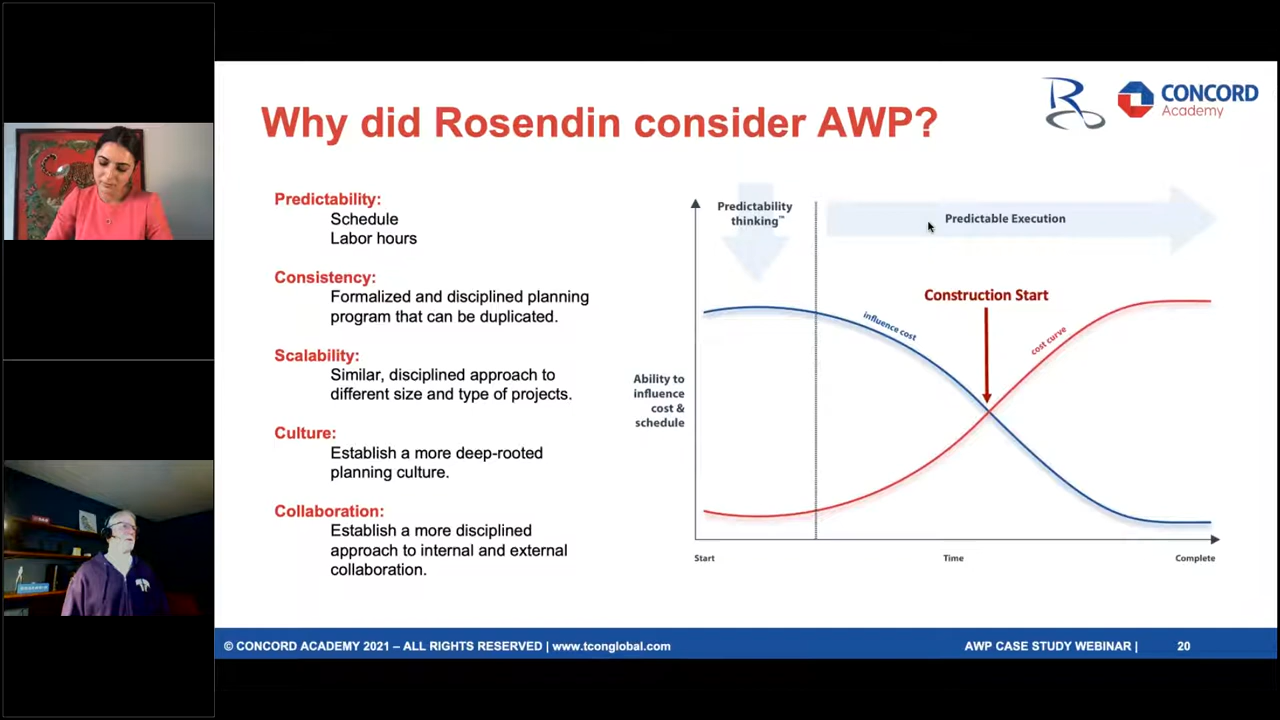 Why did Rosendin consider AWP?
R
CONCORD
Academy
Predictability:
Schedule
Labor hours
Consistency:
Formalized and disciplined planning
program that can be duplicated.
Scalability:
Similar, disciplined approach to
different size and type of projects.
Culture:
Establish a more deep-rooted
planning culture.
Collaboration:
Establish a more disciplined
approach to internal and external
collaboration.
Predictability
thinking™
Predictable Execution
Construction Start
influence cost
cost curve
Ability to
influence
cost &
schedule
Start
Time
Complete
© CONCORD ACADEMY 2021 – ALL RIGHTS RESERVED | www.tconglobal.com
AWP CASE STUDY WEBINAR |
20